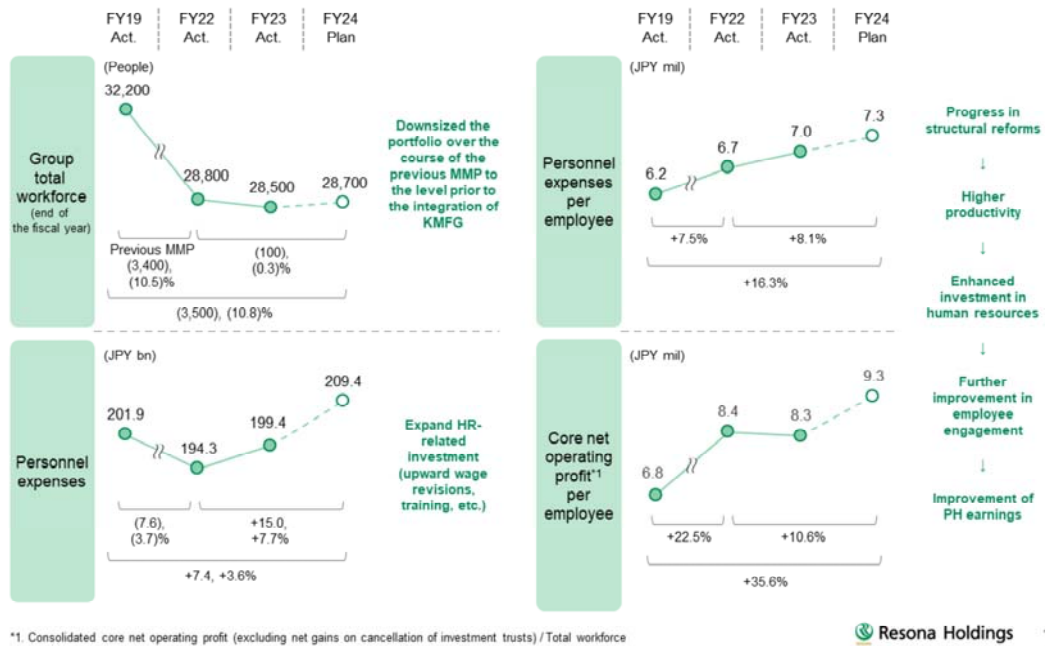 FY19 Act.
FY22 Act.
FY23 Act.
FY24 Plan
Group
total
workforce
(end of
the fiscal year)
(People)
32,200
28,800
28,500
28,700
Previous MMP
(3,400),
(10.5)%
(100),
(0.3)%
(3,500), (10.8)%
Downsized the
portfolio over the
course of the
previous MMP to
the level prior to
the integration of
KMFG
Personnel
expenses
(JPY bn)
201.9
194.3
199.4
209.4
(7.6),
(3.7)%
+15.0,
+7.7%
+7.4, +3.6%
Expand HR-
related
investment
(upward wage
revisions,
training, etc.)
FY19 Act.
FY22 Act.
FY23 Act.
FY24 Plan
Personnel
expenses per
employee
(JPY mil)
6.2
6.7
7.0
7.3
+7.5%
+8.1%
+16.3%
Core net
operating
profit*1
per
employee
(JPY mil)
6.8
8.4
8.3
9.3
+22.5%
+10.6%
+35.6%
Progress in
structural reforms
↓
Higher
productivity
↓
Enhanced
investment in
human resources
↓
Further
improvement in
employee
engagement
↓
Improvement of
PH earnings
*1. Consolidated core net operating profit (excluding net gains on cancellation of investment trusts) / Total workforce
Resona Holdings